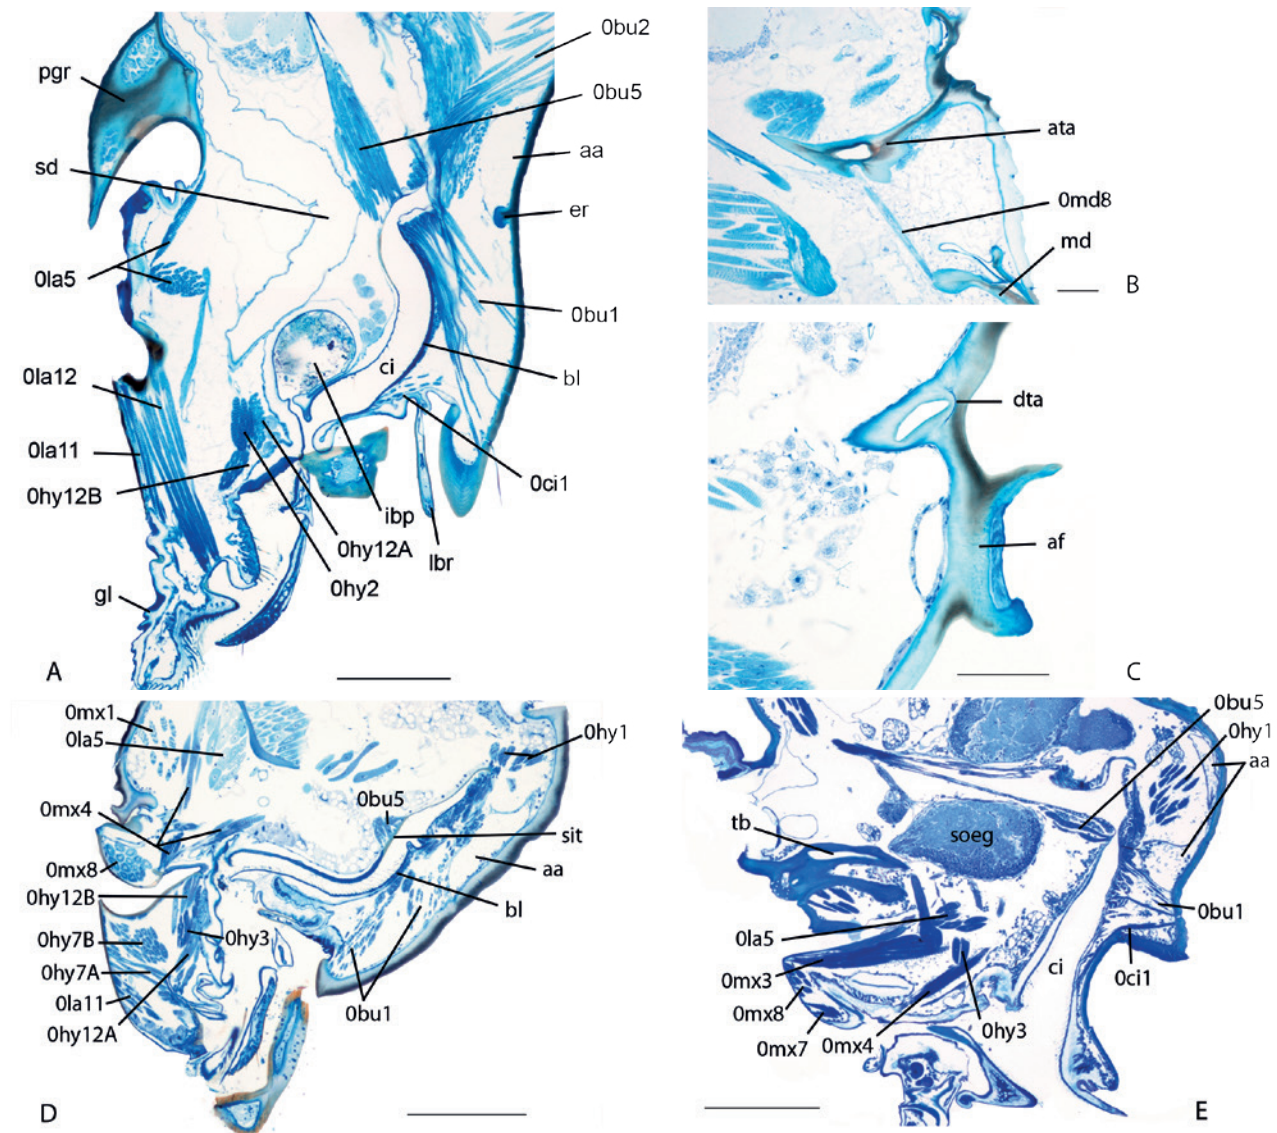 pgr
sd
0la5
0la12
0la11
0hy12B
gl
A
0bu2
0bu5
aa
er
0bu1
bl
ci
0ci1
ibp
0hy12A
lbr
0hy2
ata
0md8
md
B
dta
af
C
0mx1
0la5
0mx4
0mx8
0hy12B
0hy7B
0hy7A
0la11
0hy12A
0hy3
0hy1
0bu5
sit
aa
bl
0bu1
D
0bu5
0hy1
aa
tb
soeg
0la5
0mx3
0mx8
0mx7
0mx4
0hy3
ci
0bu1
0ci1
E